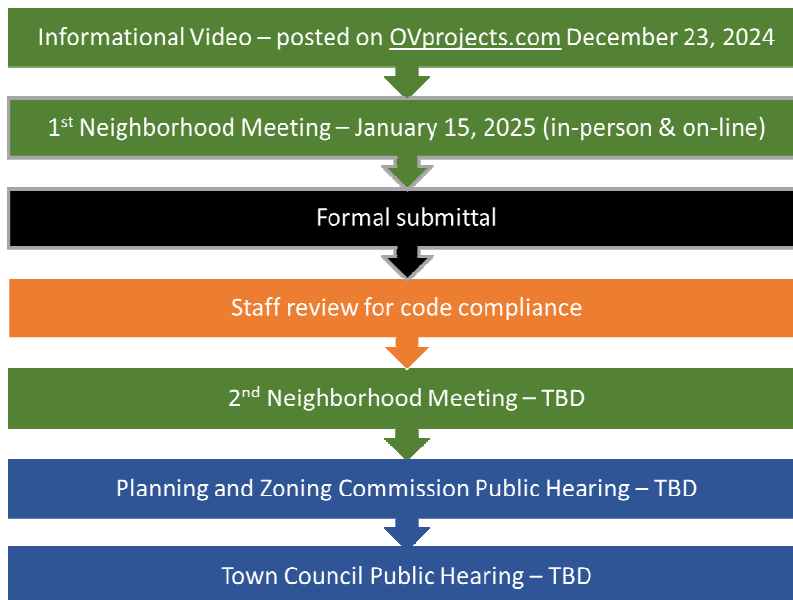 Informational Video – posted on OVprojects.com December 23, 2024
1st Neighborhood Meeting – January 15, 2025 (in-person & on-line)
Formal submittal
Staff review for code compliance
2nd Neighborhood Meeting – TBD
Planning and Zoning Commission Public Hearing – TBD
Town Council Public Hearing – TBD